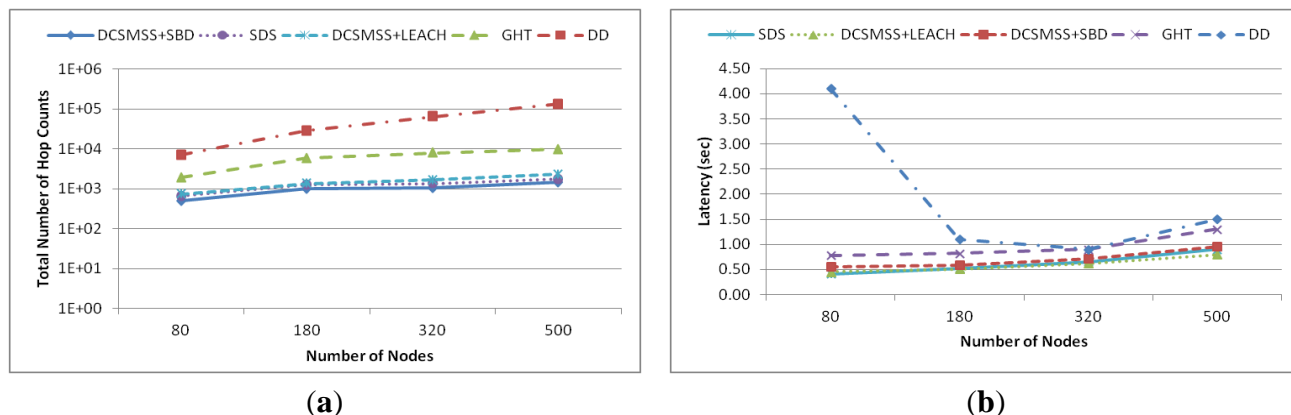 DCSMSS+SBD SDS DCSMSS+LEACH GHT DD
1E+06
1E+05
1E+04
1E+03
1E+02
1E+01
1E+00
Total Number of Hop Counts
80 180 320 500
Number of Nodes
(a)
SDS DCSMSS+LEACH DCSMSS+SBD GHT DD
4.50
4.00
3.50
3.00
2.50
2.00
1.50
1.00
0.50
0.00
Latency (sec)
80 180 320 500
Number of Nodes
(b)